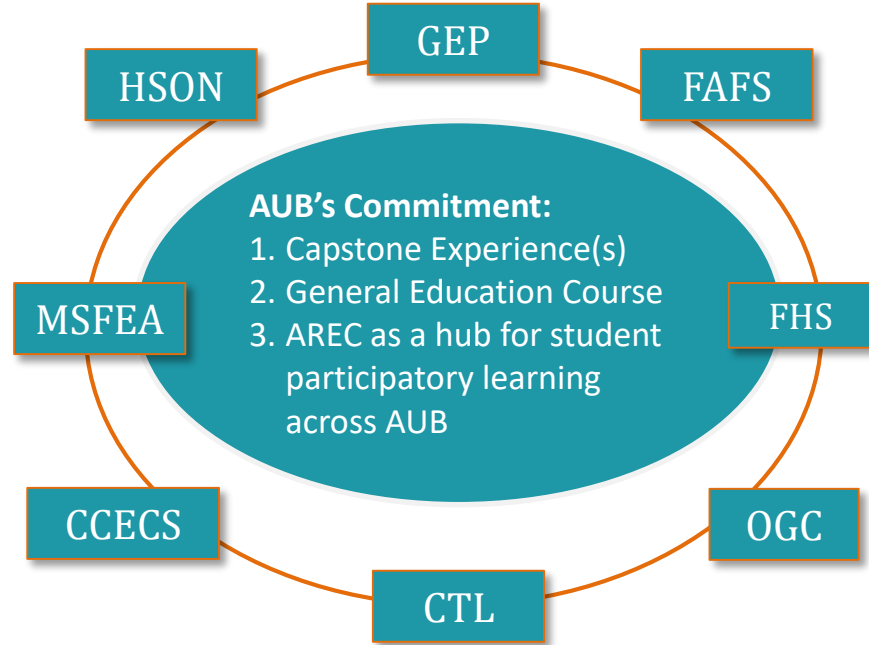 GEP
HSON
FAFS
AUB’s Commitment:
1. Capstone Experience(s)
2. General Education Course
3. AREC as a hub for student
participatory learning
across AUB
MSFEA
FHS
CCECS
OGC
CTL